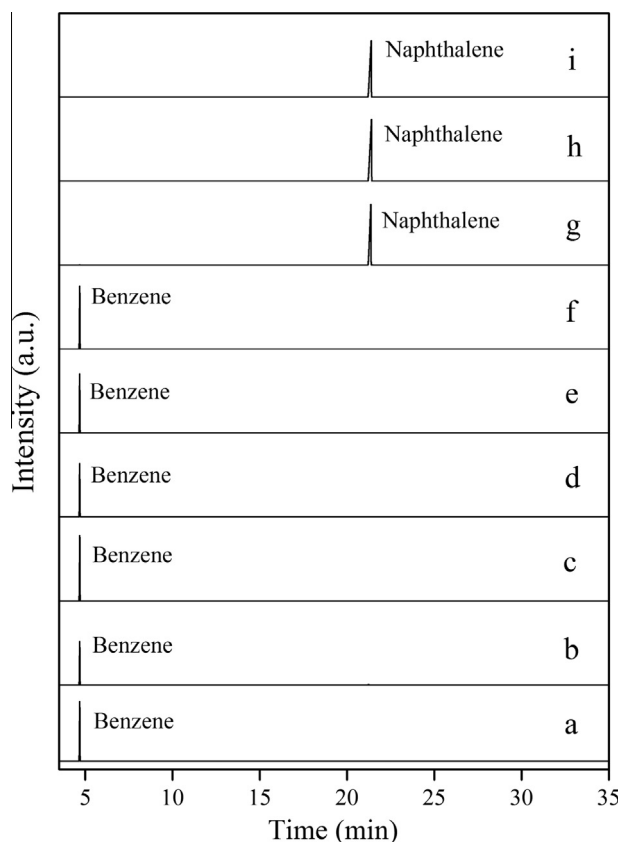 Naphthalene i
Naphthalene h
Naphthalene g
Benzene f
Benzene e
Benzene d
Benzene c
Benzene b
Benzene a
Intensity (a.u.)
5 10 15 20 25 30 35
Time (min)